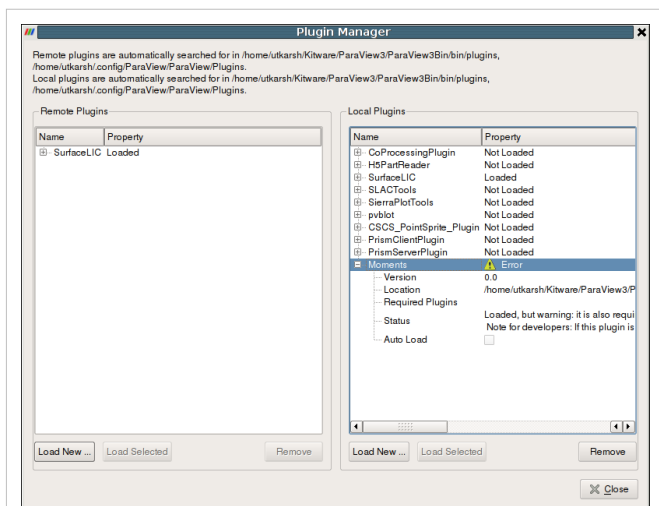 Plugin Manager
Remote plugins are automatically searched for in /home/utkarsh/Kitware/ParaView3/ParaView3Bin/bin/plugins,
/home/utkarsh/.config/ParaView/ParaView/Plugins.
Local plugins are automatically searched for in /home/utkarsh/Kitware/ParaView3/ParaView3Bin/bin/plugins,
/home/utkarsh/.config/ParaView/ParaView/Plugins.
Remote Plugins
Name Property
SurfaceLIC Loaded
Load New ... Load Selected Remove
Local Plugins
Name Property
CoProcessingPlugin Not Loaded
H5PartReader Not Loaded
SurfaceLIC Loaded
SLACTools Not Loaded
SierraPlotTools Not Loaded
pvblot Not Loaded
CSCS_PointSprite_Plugin Not Loaded
PrismClientPlugin Not Loaded
PrismServerPlugin Not Loaded
Moments Error
Version 0.0
Location /home/utkarsh/Kitware/ParaView3/P
Required Plugins
Status Loaded, but warning: it is also requi
Note for developers: If this plugin is
Auto Load
Load New ... Load Selected Remove
Close